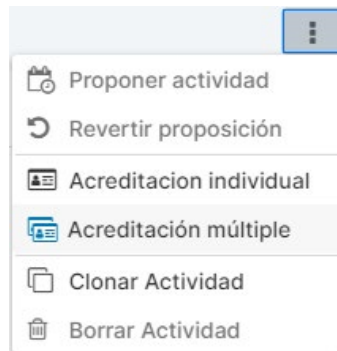 Proponer actividad
Revertir proposición
Acreditacion individual
Acreditación múltiple
Clonar Actividad
Borrar Actividad